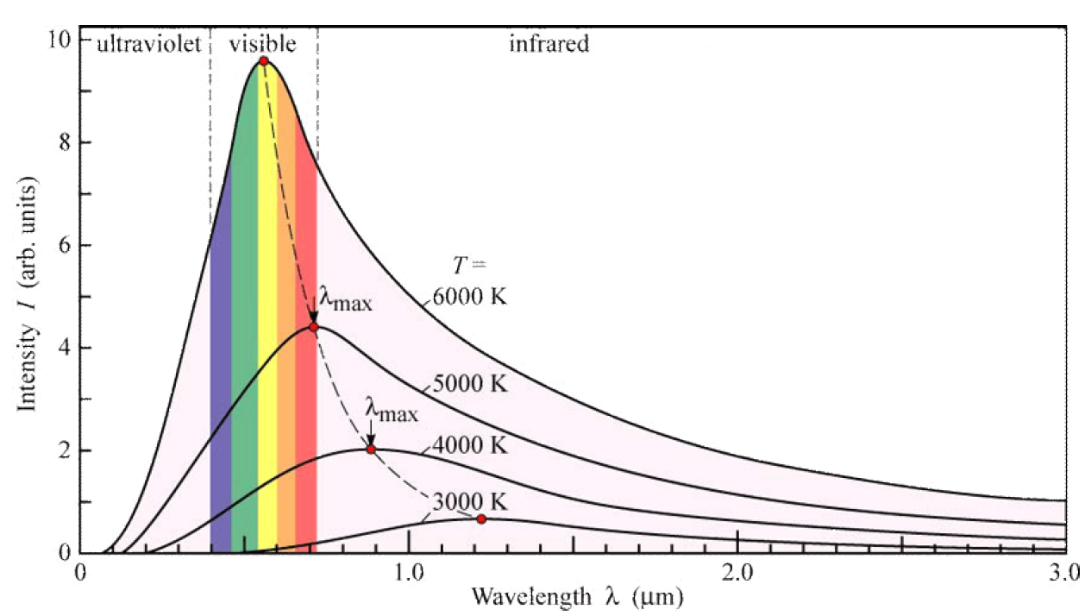 ultraviolet visible infrared
10
8
6
4
2
0
Intensity I (arb. units)
λmax
λmax
T =
6000 K
5000 K
4000 K
3000 K
0 1.0 2.0 3.0
Wavelength λ (μm)